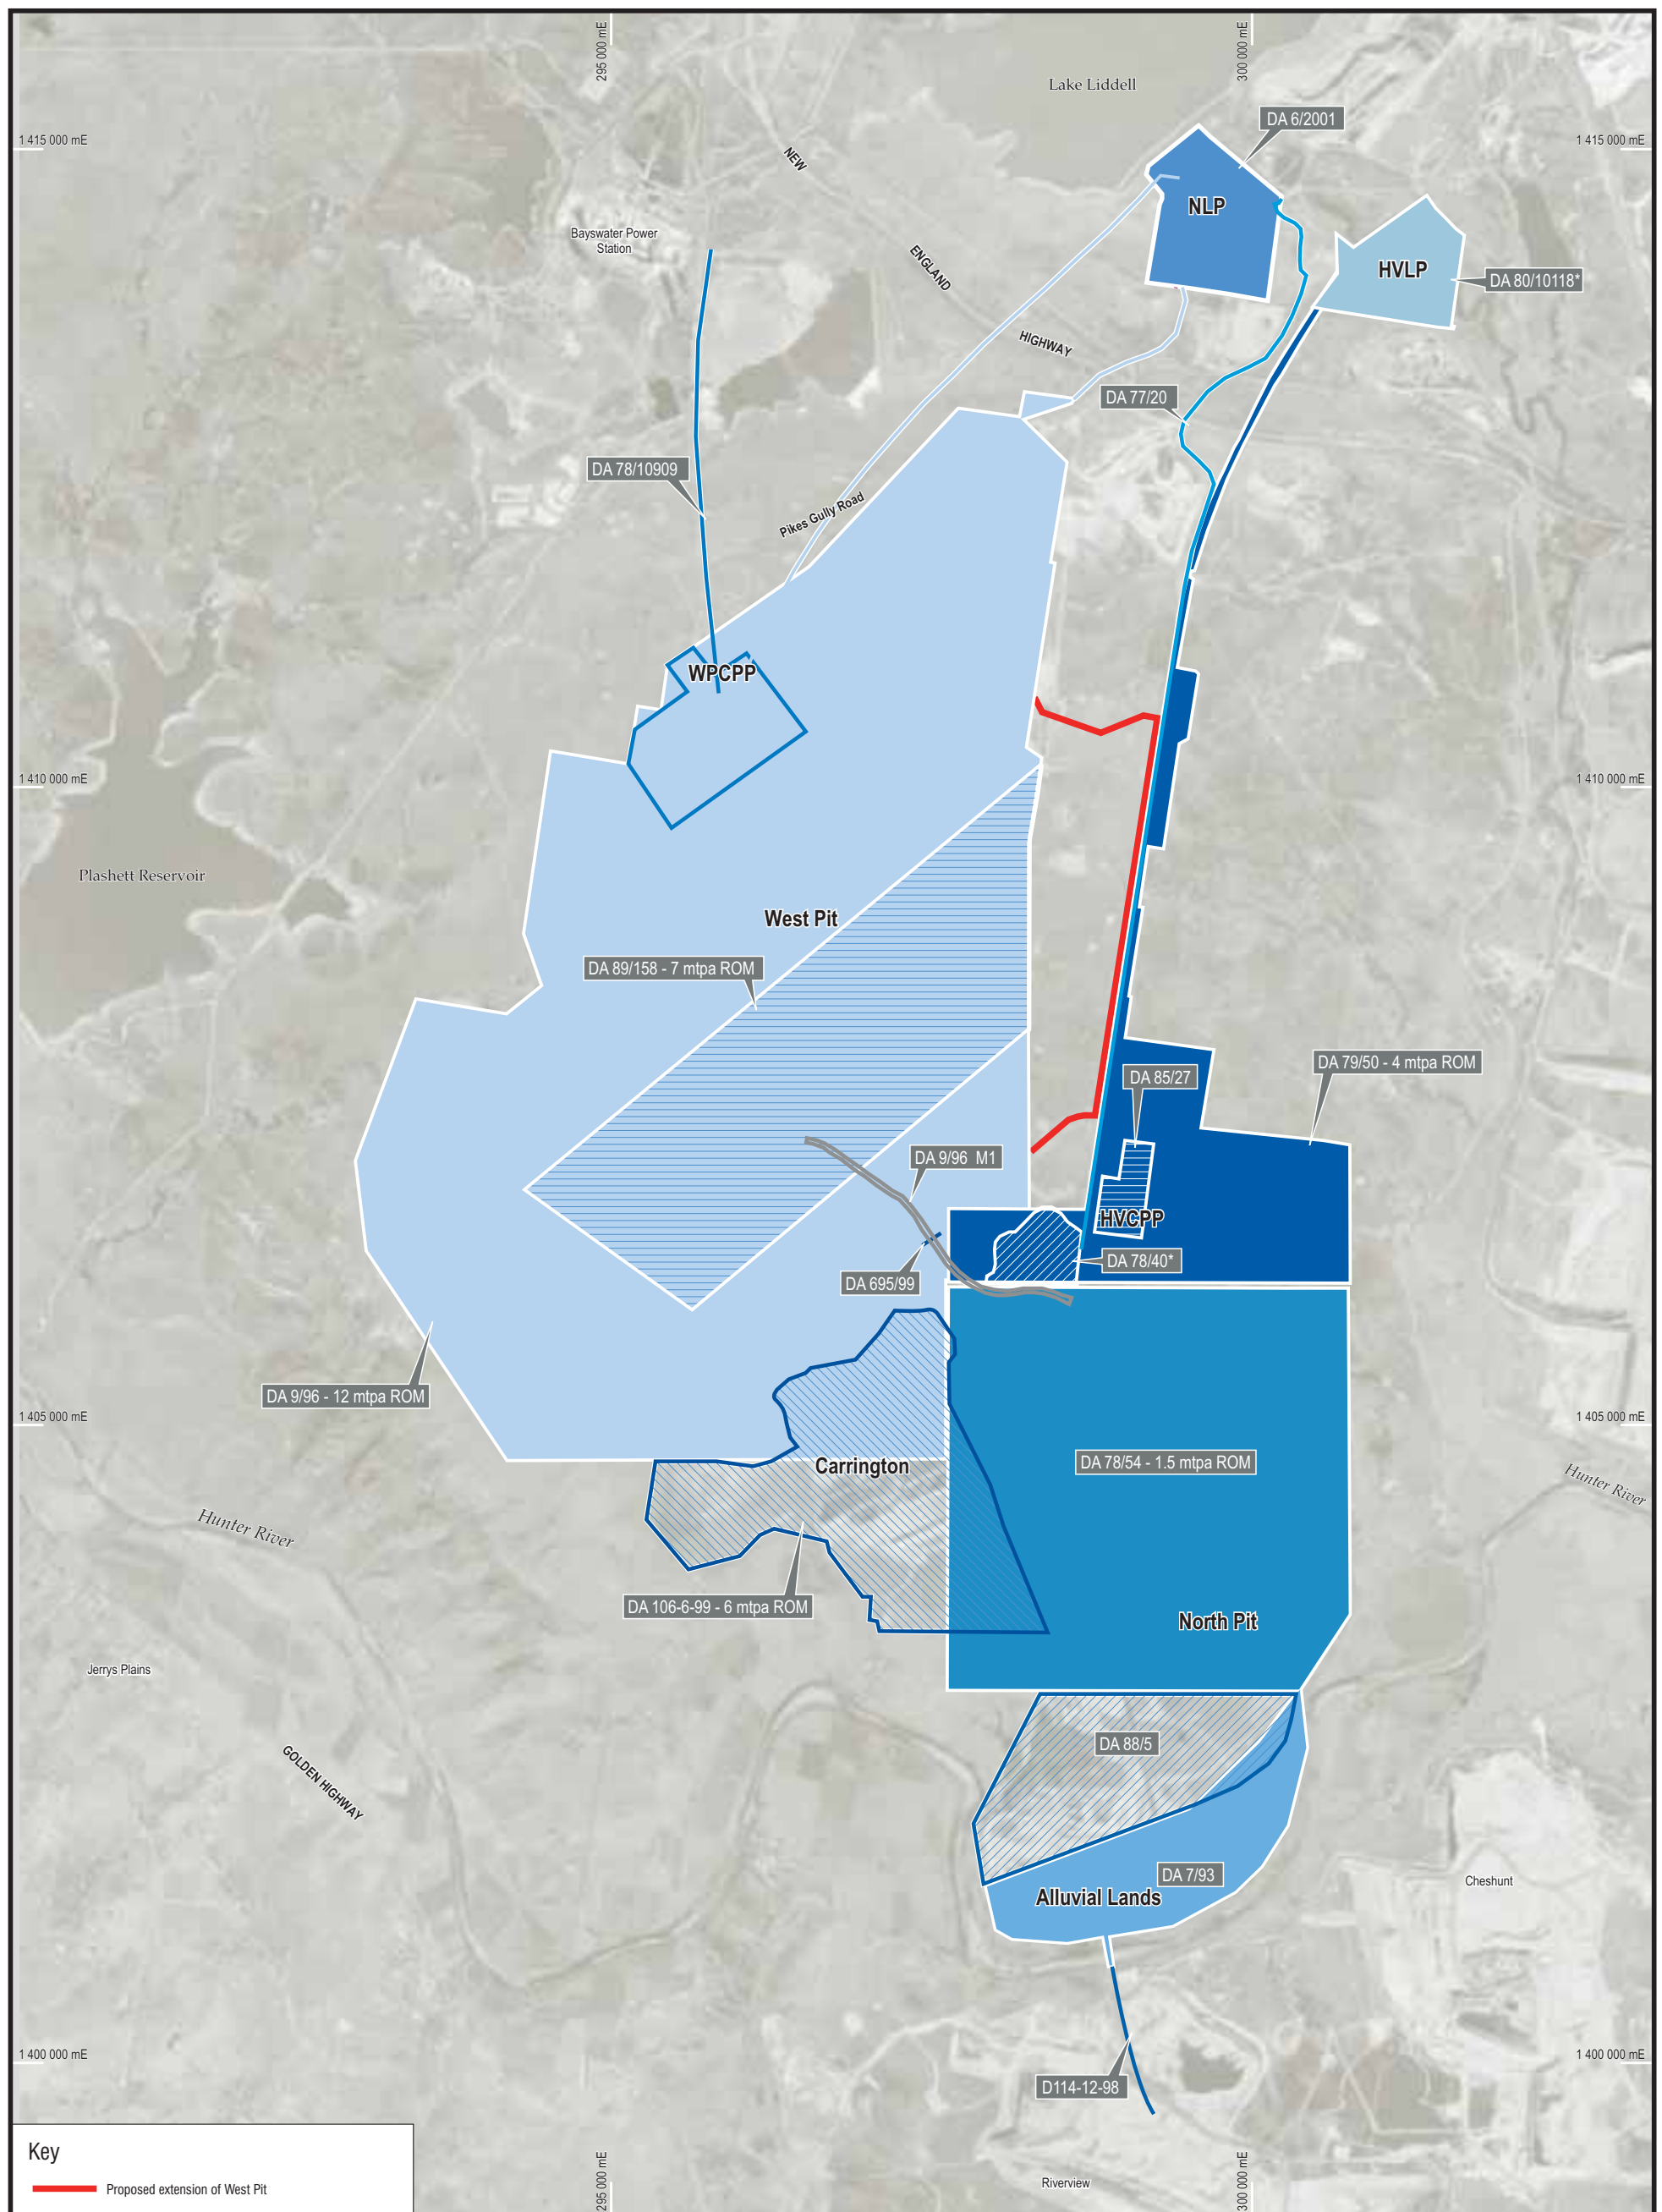 295 000 mE
300 000 mE
Lake Liddell
DA 6/2001
1 415 000 mE
1 415 000 mE
NEW
NLP
Bayswater Power
Station
ENGLAND
HVLP
DA 80/10118*
HIGHWAY
DA 77/20
DA 78/10909
Pikes Gully Road
WPCPP
1 410 000 mE
1 410 000 mE
Plashett Reservoir
West Pit
DA 89/158 - 7 mtpa ROM
DA 79/50 - 4 mtpa ROM
DA 85/27
DA 9/96 M1
HVCPP
DA 78/40*
DA 695/99
DA 9/96 - 12 mtpa ROM
1 405 000 mE
1 405 000 mE
Carrington
DA 78/54 - 1.5 mtpa ROM
Hunter River
Hunter River
DA 106-6-99 - 6 mtpa ROM
North Pit
Jerrys Plains
DA 88/5
GOLDEN HIGHWAY
DA 7/93
Cheshunt
Alluvial Lands
1 400 000 mE
1 400 000 mE
D114-12-98
Key
Proposed extension of West Pit
295 000 mE
Riverview
300 000 mE